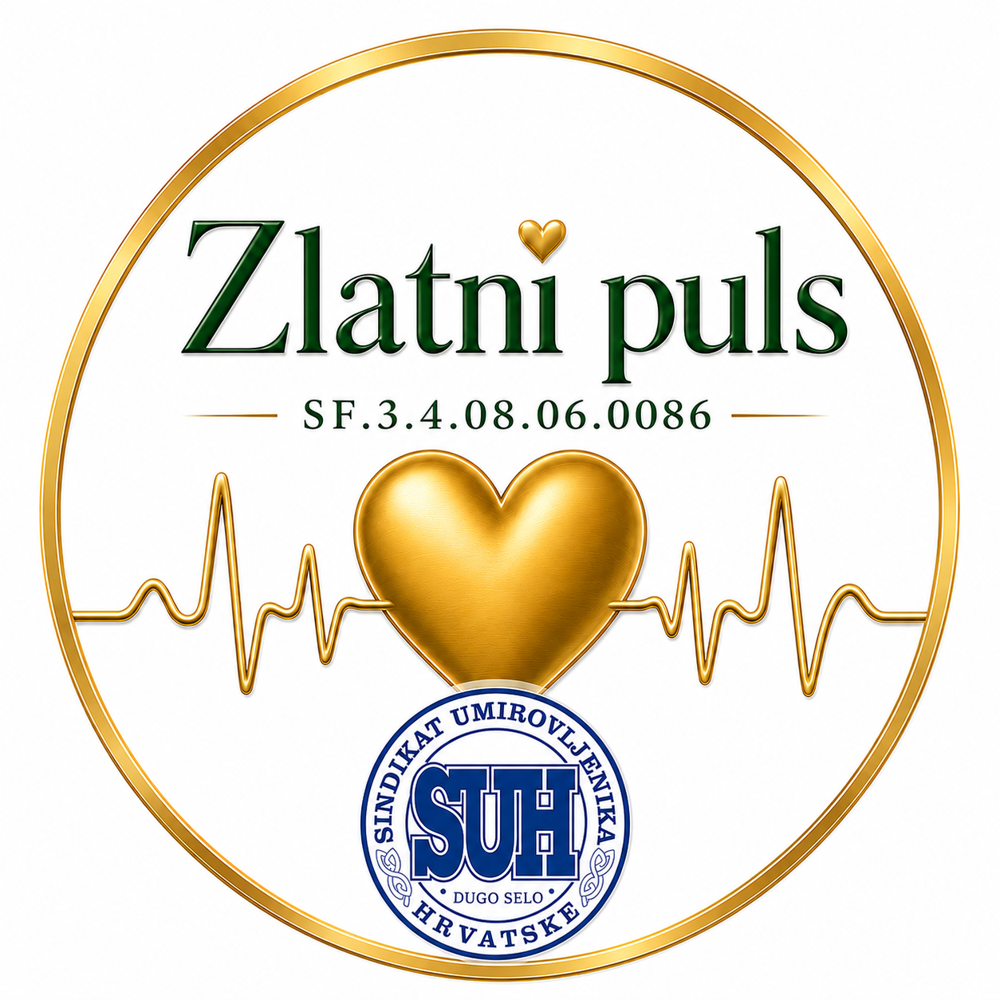 Zlatni puls
SF.3.4.08.06.0086
SINDIKAT UMIROVLJENIKA
SUH
• DUGO SELO •
HRVATSKE